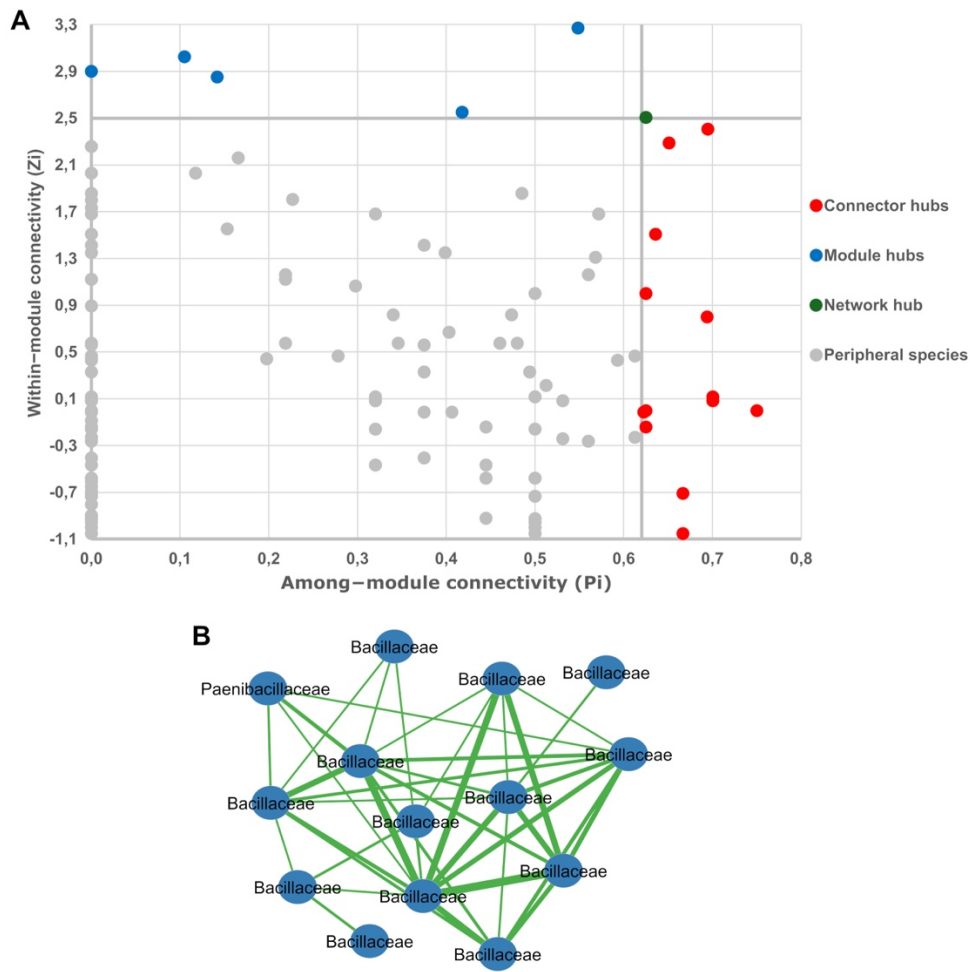 A
3,3
2,9
2,5
2,1
1,7
1,3
0,9
0,5
0,1
-0,3
-0,7
-1,1
Within−module connectivity (Zi)
0,0 0,1 0,2 0,3 0,4 0,5 0,6 0,7 0,8
Among−module connectivity (Pi)
Connector hubs
Module hubs
Network hub
Peripheral species
B
Bacillaceae
Bacillaceae
Bacillaceae
Paenibacillaceae
Bacillaceae
Bacillaceae
Bacillaceae
Bacillaceae
Bacillaceae
Bacillaceae
Bacillaceae
Bacillaceae
Bacillaceae
Bacillaceae